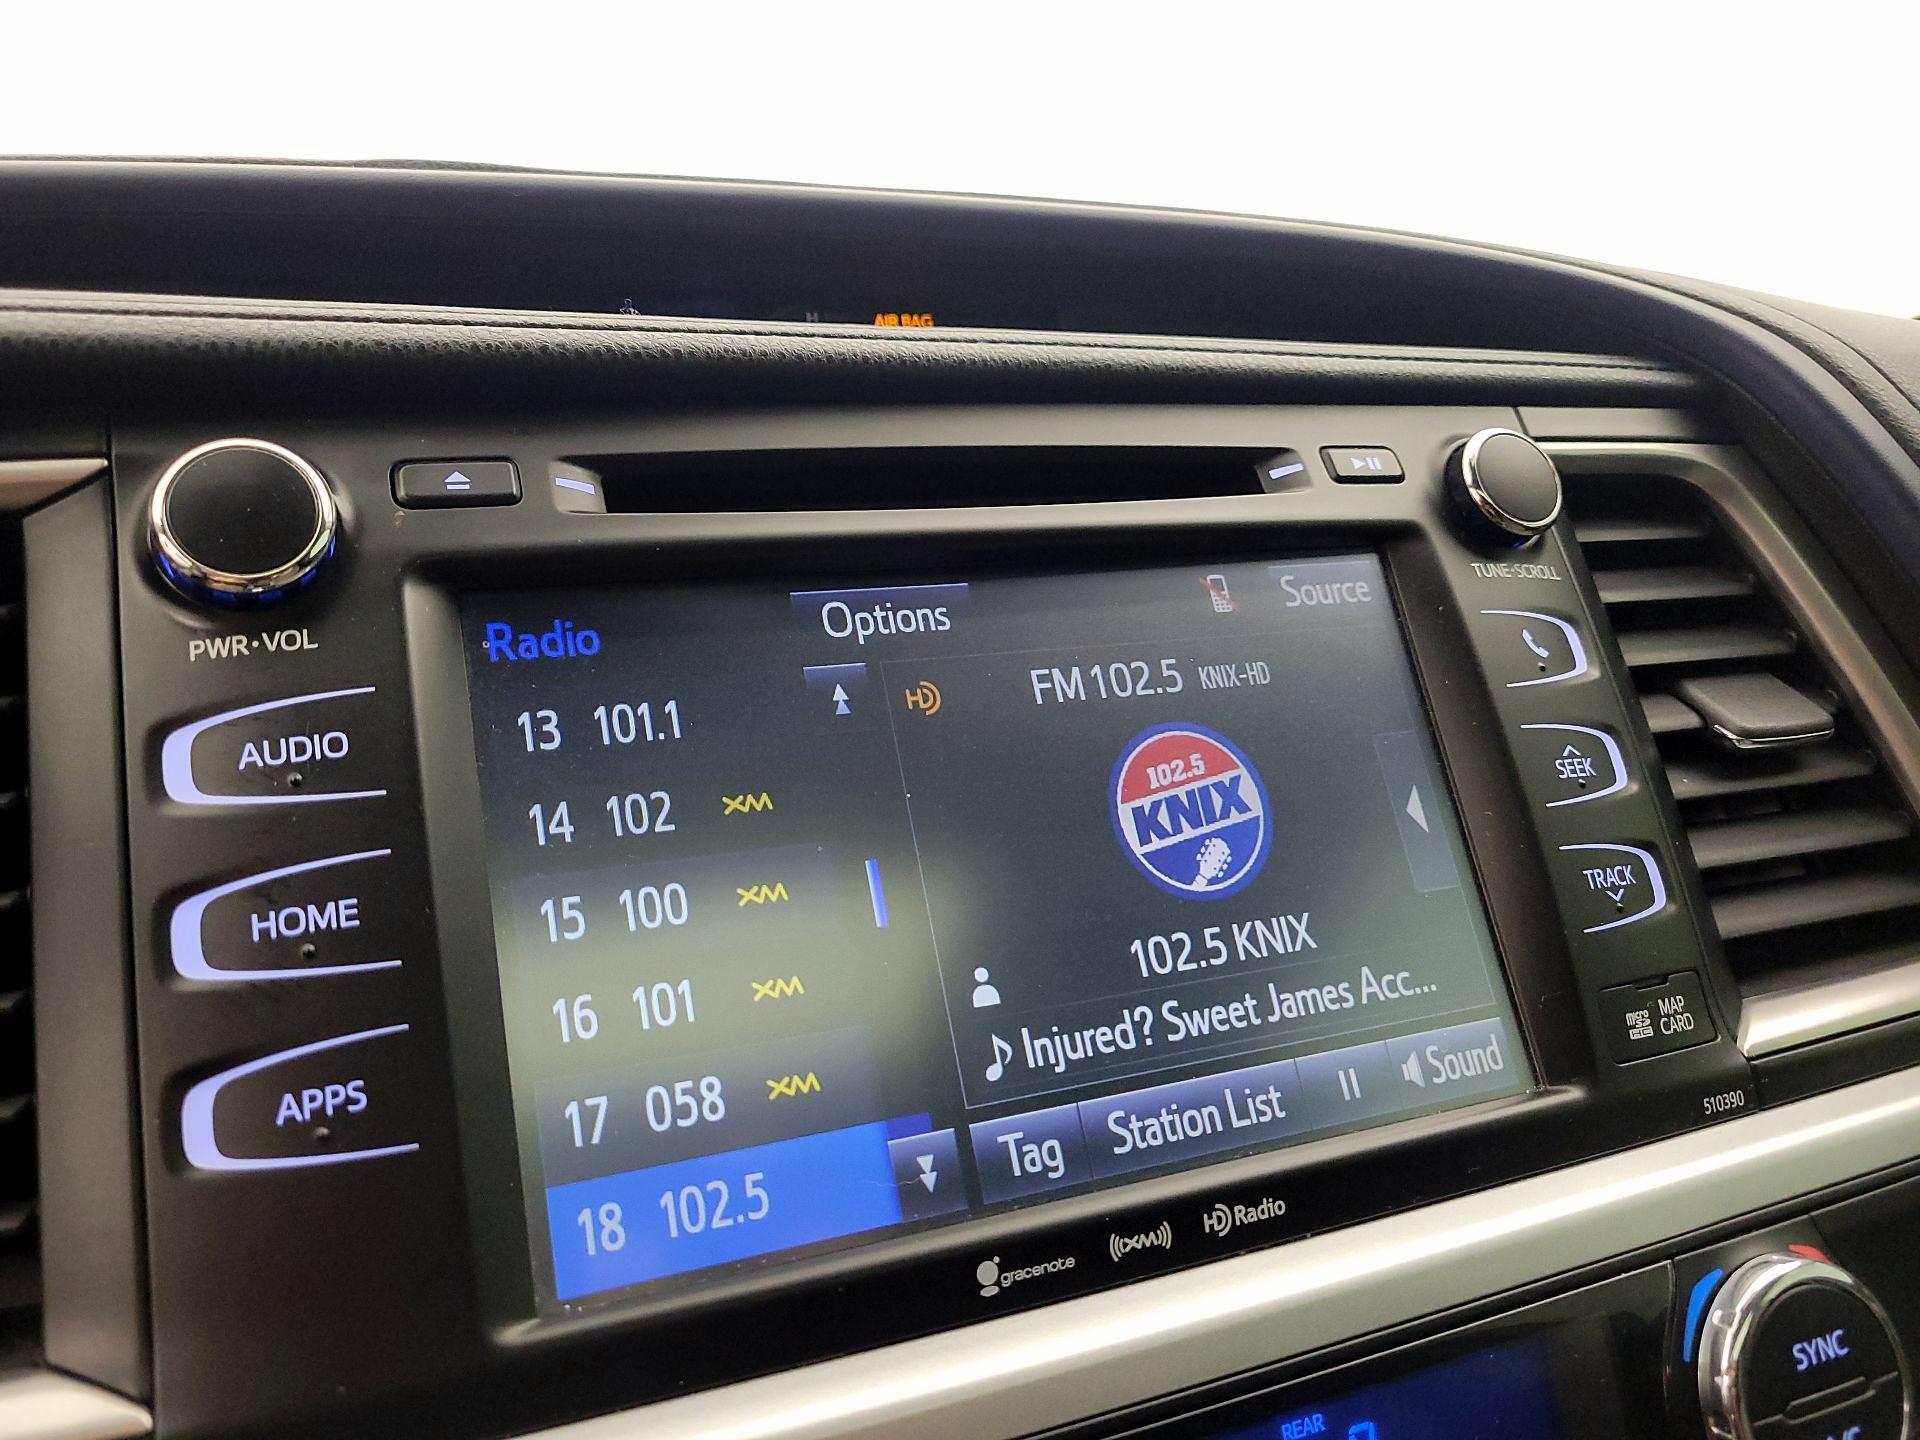 AIR BAG
PWR·VOL
TUNE·SCROLL
AUDIO
HOME
APPS
Radio
Options
Source
13 101.1
14 102 XM
15 100 XM
16 101 XM
17 058 XM
18 102.5
HD
FM 102.5 KNIX-HD
102.5
KNIX
102.5 KNIX
Injured? Sweet James Acc...
Tag
Station List
Sound
SEEK
TRACK
micro SD HC
MAP CARD
510390
gracenote
((XM))
HD Radio
SYNC
REAR